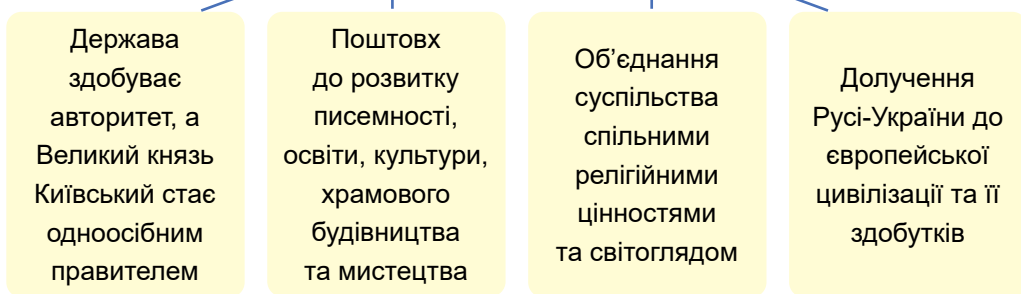 Держава
здобуває
авторитет, а
Великий князь
Київський стає
одноосібним
правителем
Поштовх
до розвитку
писемності,
освіти, культури,
храмового
будівництва
та мистецтва
Об’єднання
суспільства
спільними
релігійними
цінностями
та світоглядом
Долучення
Русі-України до
європейської
цивілізації та її
здобутків